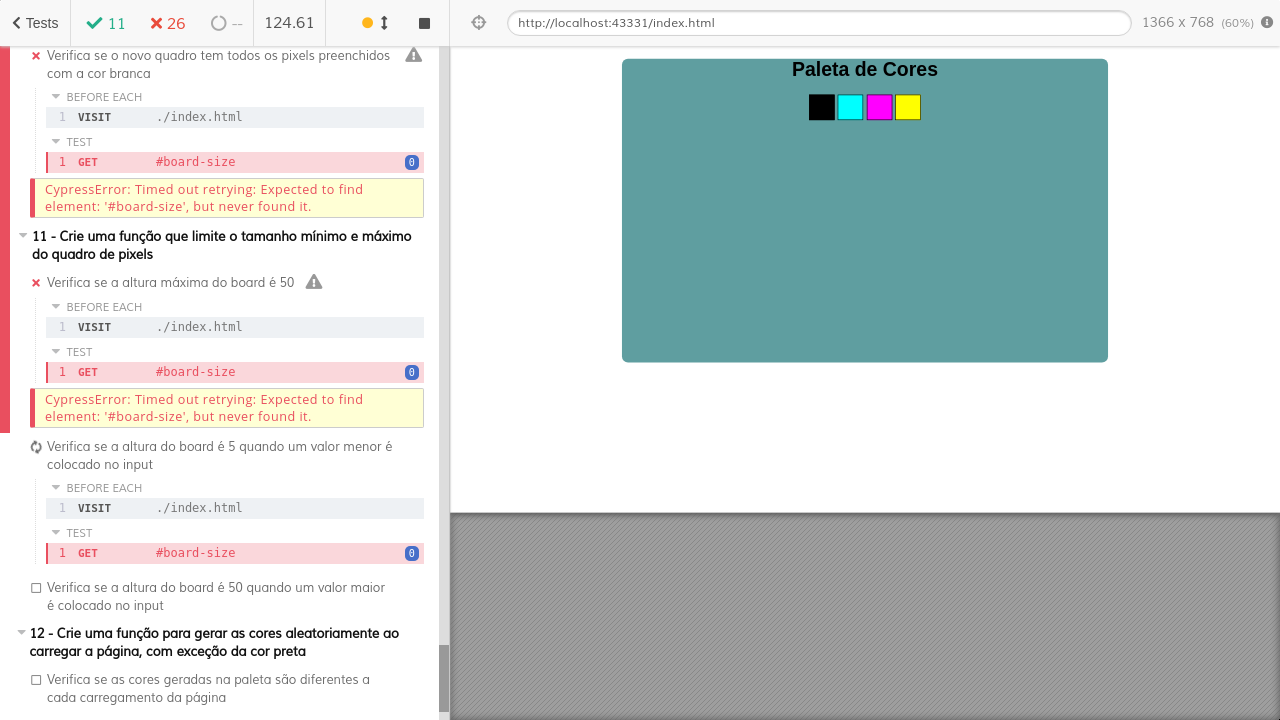 Tests
11
26
--
124.61
http://localhost:43331/index.html
1366 x 768 (60%)
Verifica se o novo quadro tem todos os pixels preenchidos
com a cor branca
BEFORE EACH
1 VISIT ./index.html
TEST
1 GET #board-size 0
CypressError: Timed out retrying: Expected to find
element: '#board-size', but never found it.
11 - Crie uma função que limite o tamanho mínimo e máximo
do quadro de pixels
Verifica se a altura máxima do board é 50
BEFORE EACH
1 VISIT ./index.html
TEST
1 GET #board-size 0
CypressError: Timed out retrying: Expected to find
element: '#board-size', but never found it.
Verifica se a altura do board é 5 quando um valor menor é
colocado no input
BEFORE EACH
1 VISIT ./index.html
TEST
1 GET #board-size 0
Verifica se a altura do board é 50 quando um valor maior
é colocado no input
12 - Crie uma função para gerar as cores aleatoriamente ao
carregar a página, com exceção da cor preta
Verifica se as cores geradas na paleta são diferentes a
cada carregamento da página
Paleta de Cores